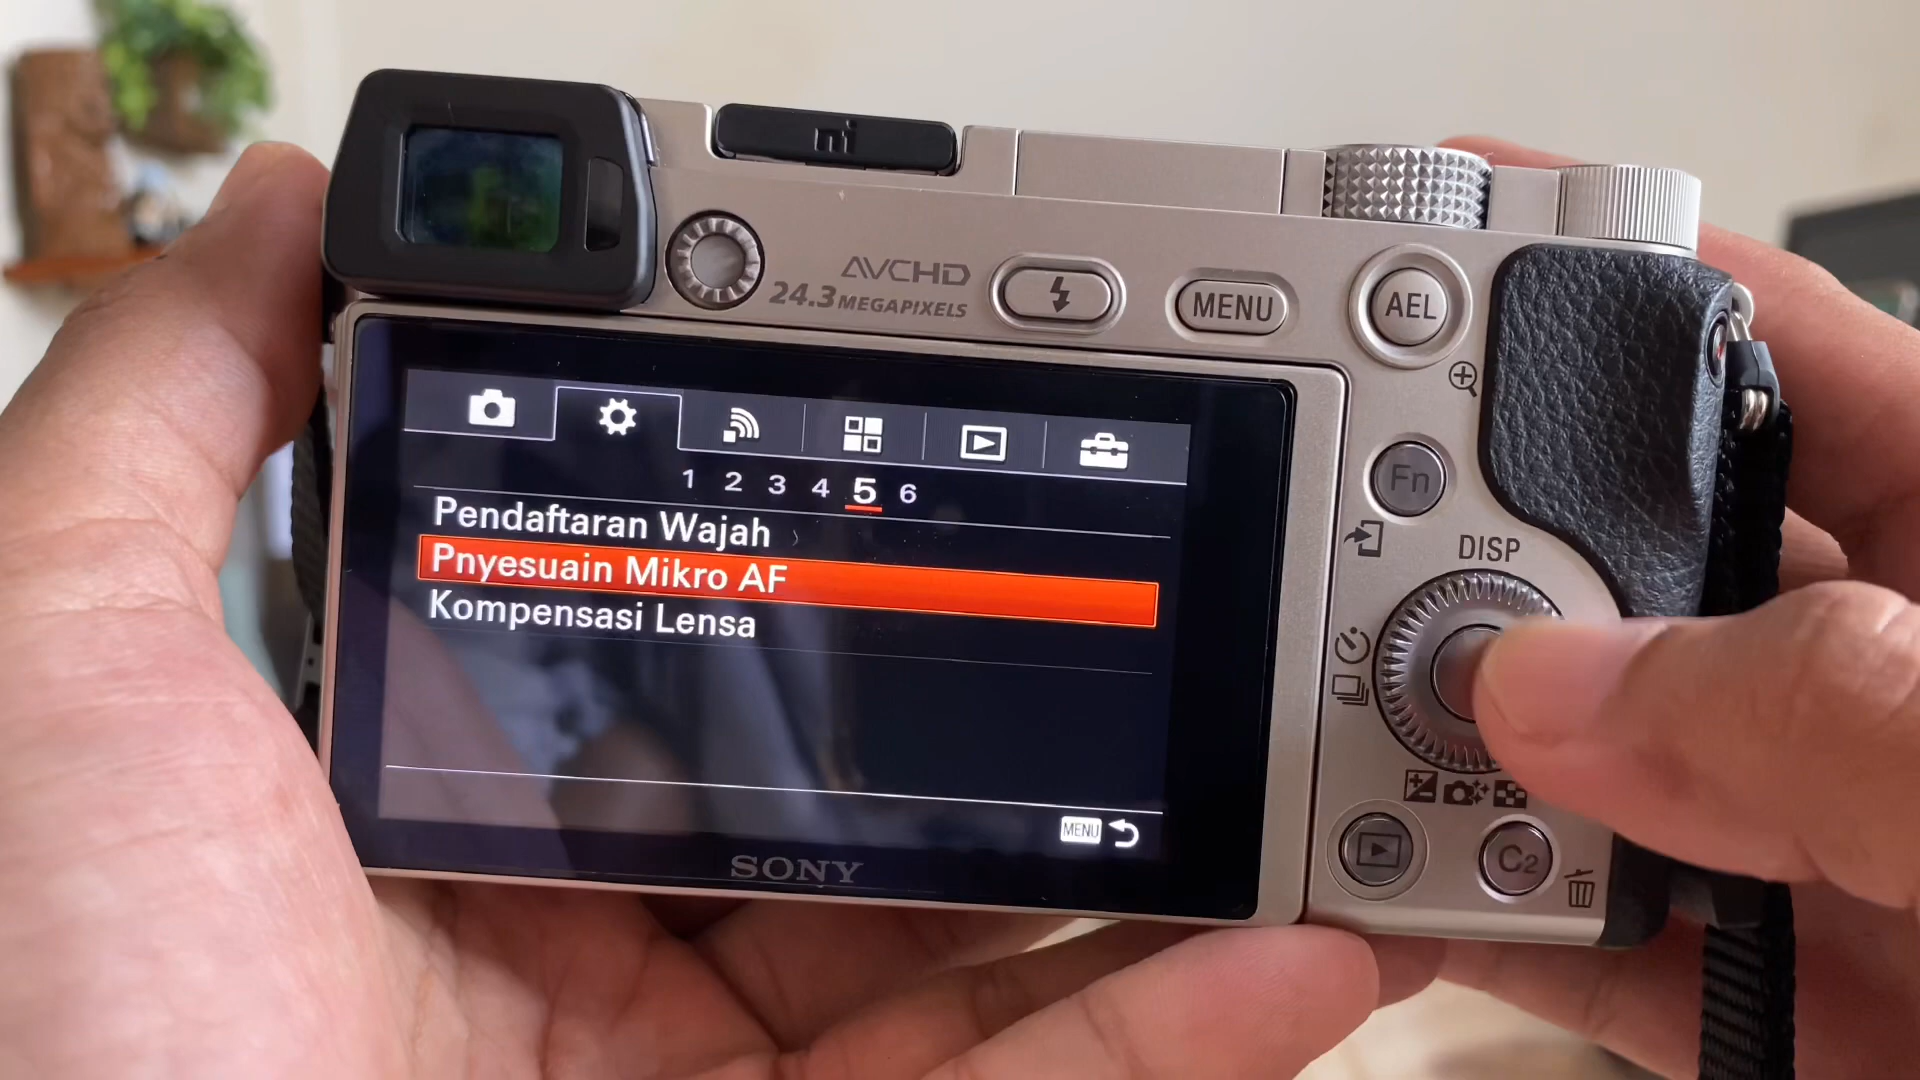 mi
AVCHD
24.3 MEGAPIXELS
MENU
AEL
Fn
DISP
1 2 3 4 5 6
Pendaftaran Wajah
Pnyesuain Mikro AF
Kompensasi Lensa
MENU
SONY
C2